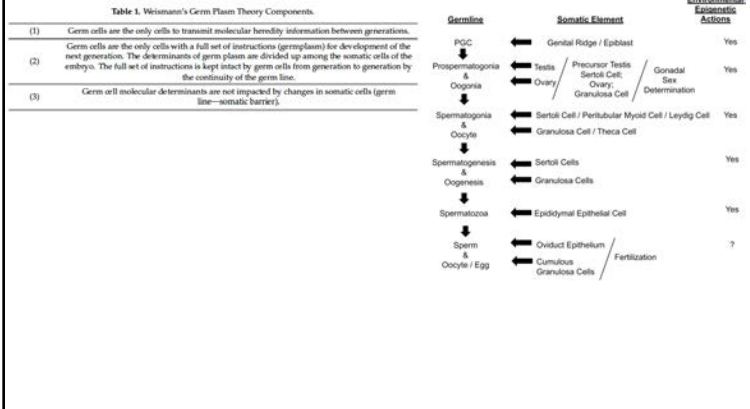 Table 1. Weismann's Germ Plasm Theory Components.
(1) Germ cells are the only cells to transmit molecular heredity information between generations.
(2) Germ cells are the only cells with a full set of instructions (germplasm) for development of the
next generation. The determinants of germ plasm are divided up among the somatic cells of the
embryo. The full set of instructions is kept intact by germ cells from generation to generation by
the continuity of the germ line.
(3) Germ cell molecular determinants are not impacted by changes in somatic cells (germ
line—somatic barrier).
Environmental
Epigenetic
Germline Somatic Element Actions
PGC Genital Ridge / Epiblast Yes
Prospermatogonia
&
Oogonia
Testis
Ovary
Precursor Testis
Sertoli Cell;
Ovary;
Granulosa Cell
Gonadal
Sex
Determination
Yes
Spermatogonia
&
Oocyte
Sertoli Cell / Peritubular Myoid Cell / Leydig Cell Yes
Granulosa Cell / Theca Cell
Spermatogenesis
&
Oogenesis
Sertoli Cells Yes
Granulosa Cells
Spermatozoa Epididymal Epithelial Cell Yes
Sperm
&
Oocyte / Egg
Oviduct Epithelium
Cumulous
Granulosa Cells
Fertilization
?